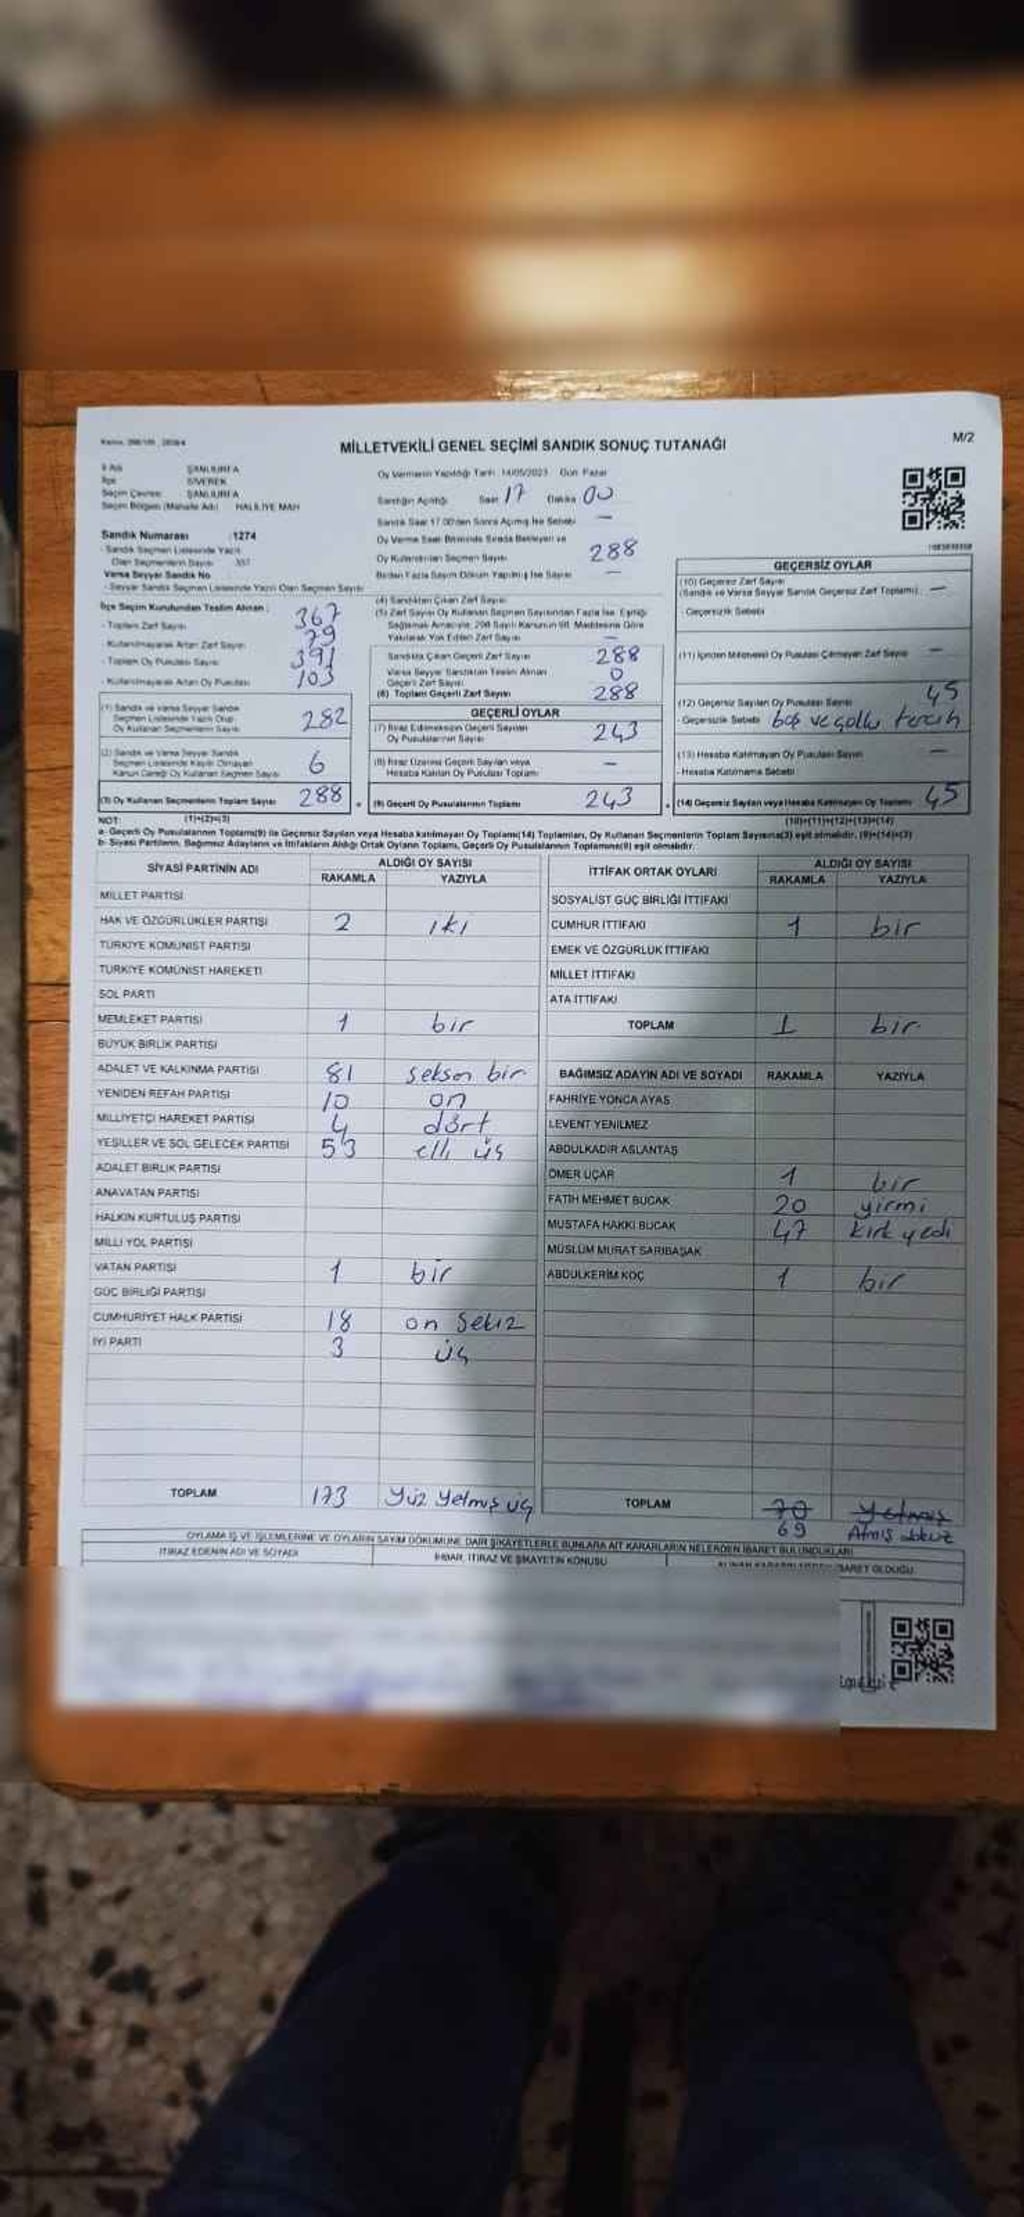 MİLLETVEKİLİ GENEL SEÇİMİ SANDIK SONUÇ TUTANAĞI
M/2
İl Adı ŞANLIURFA
İlçe SİVEREK
Seçim Çevresi ŞANLIURFA
Seçim Bölgesi (Mahalle Adı) HALİLİYE MAH
Sandık Numarası : 1274
- Sandık Seçmen Listesinde Yazılı
Olan Seçmenlerin Sayısı
Varsa Seyyar Sandık No
- Seyyar Sandık Seçmen Listesinde Yazılı Olan Seçmen Sayısı
İlçe Seçim Kurulundan Teslim Alınan :
- Toplam Zarf Sayısı 367
- Kullanılmayarak Artan Zarf Sayısı 79
- Toplam Oy Pusulası Sayısı 391
- Kullanılmayarak Artan Oy Pusulası 103
(1) Sandık ve Varsa Seyyar Sandık
Seçmen Listesinde Yazılı Olup
Oy Kullanan Seçmenlerin Sayısı 282
(2) Sandık ve Varsa Seyyar Sandık
Seçmen Listesinde Kayıtlı Olmayan
Kanun Gereği Oy Kullanan Seçmen Sayısı 6
(3) Oy Kullanan Seçmenlerin Toplam Sayısı 288
Oy Vermenin Yapıldığı Tarih: 14/05/2023 Gün: Pazar
Sandığın Açıldığı Saat 17 Dakika 00
Sandık Saat 17.00'den Sonra Açılmış İse Sebebi —
Oy Verme Saati Bitiminde Sırada Bekleyen ve
Oy Kullandırılan Seçmen Sayısı 288
Birden Fazla Sayım Döküm Yapılmış İse Sayısı —
(4) Sandıktan Çıkan Zarf Sayısı
(5) Zarf Sayısı Oy Kullanan Seçmen Sayısından Fazla İse, Eşitliği
Sağlamak Amacıyla, 298 Sayılı Kanunun 98. Maddesine Göre
Yakılarak Yok Edilen Zarf Sayısı —
Sandıkta Çıkan Geçerli Zarf Sayısı 288
Varsa Seyyar Sandıktan Teslim Alınan
Geçerli Zarf Sayısı 0
(6) Toplam Geçerli Zarf Sayısı 288
GEÇERLİ OYLAR
(7) İtiraz Edilmeksizin Geçerli Sayılan
Oy Pusulalarının Sayısı 243
(8) İtiraz Üzerine Geçerli Sayılan veya
Hesaba Katılan Oy Pusulası Toplamı —
(9) Geçerli Oy Pusulalarının Toplamı 243
GEÇERSİZ OYLAR
(10) Geçersiz Zarf Sayısı
(Sandık ve Varsa Seyyar Sandık Geçersiz Zarf Toplamı) : —
- Geçersizlik Sebebi
(11) İçinden Milletvekili Oy Pusulası Çıkmayan Zarf Sayısı —
(12) Geçersiz Sayılan Oy Pusulası Sayısı 45
- Geçersizlik Sebebi boş ve çoklu tercih
(13) Hesaba Katılmayan Oy Pusulası Sayısı —
- Hesaba Katılmama Sebebi
(14) Geçersiz Sayılan veya Hesaba Katılmayan Oy Toplamı 45
NOT: (1)+(2)=(3) (10)+(11)+(12)+(13)=(14)
a- Geçerli Oy Pusulalarının Toplamı(9) ile Geçersiz Sayılan veya Hesaba katılmayan Oy Toplamı(14) Toplamları, Oy Kullanan Seçmenlerin Toplam Sayısına(3) eşit olmalıdır. (9)+(14)=(3)
b- Siyasi Partilerin, Bağımsız Adayların ve İttifakların Aldığı Ortak Oyların Toplamı, Geçerli Oy Pusulalarının Toplamına(9) eşit olmalıdır.
SİYASİ PARTİNİN ADI ALDIĞI OY SAYISI
RAKAMLA YAZIYLA
MİLLET PARTİSİ
HAK VE ÖZGÜRLÜKLER PARTİSİ 2 iki
TÜRKİYE KOMÜNİST PARTİSİ
TÜRKİYE KOMÜNİST HAREKETİ
SOL PARTİ
MEMLEKET PARTİSİ 1 bir
BÜYÜK BİRLİK PARTİSİ
ADALET VE KALKINMA PARTİSİ 81 seksen bir
YENİDEN REFAH PARTİSİ 10 on
MİLLİYETÇİ HAREKET PARTİSİ 4 dört
YEŞİLLER VE SOL GELECEK PARTİSİ 53 elli üç
ADALET BİRLİK PARTİSİ
ANAVATAN PARTİSİ
HALKIN KURTULUŞ PARTİSİ
MİLLİ YOL PARTİSİ
VATAN PARTİSİ 1 bir
GÜÇ BİRLİĞİ PARTİSİ
CUMHURİYET HALK PARTİSİ 18 on sekiz
İYİ PARTİ 3 üç
TOPLAM 173 Yüz Yetmiş üç
İTTİFAK ORTAK OYLARI ALDIĞI OY SAYISI
RAKAMLA YAZIYLA
SOSYALİST GÜÇ BİRLİĞİ İTTİFAKI
CUMHUR İTTİFAKI 1 bir
EMEK VE ÖZGÜRLÜK İTTİFAKI
MİLLET İTTİFAKI
ATA İTTİFAKI
TOPLAM 1 bir
BAĞIMSIZ ADAYIN ADI VE SOYADI RAKAMLA YAZIYLA
FAHRİYE YONCA AYAS
LEVENT YENİLMEZ
ABDULKADİR ASLANTAŞ
ÖMER UÇAR 1 bir
FATİH MEHMET BUCAK 20 yirmi
MUSTAFA HAKKI BUCAK 47 kırk yedi
MÜSLÜM MURAT SARIBAŞAK
ABDULKERİM KOÇ 1 bir
TOPLAM 70 Yetmiş
69 Atmış dokuz
OYLAMA İŞ VE İŞLEMLERİNE VE OYLARIN SAYIM DÖKÜMÜNE DAİR ŞİKAYETLERLE BUNLARA AİT KARARLARIN NELERDEN İBARET BULUNDUKLARI
İTİRAZ EDENİN ADI VE SOYADI İHBAR, İTİRAZ VE ŞİKAYETİN KONUSU